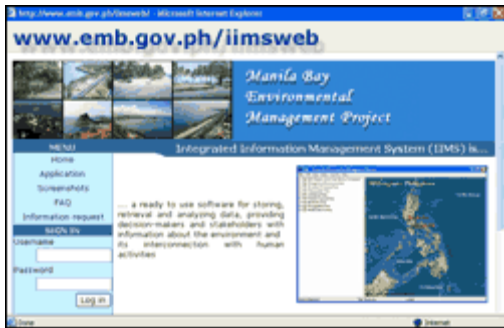 http://www.emb.gov.ph/iimsweb/ - Microsoft Internet Explorer
www.emb.gov.ph/iimsweb
Manila Bay
Environmental
Management Project
MENU
Integrated Information Management System (IIMS) is...
Home
Application
Screenshots
FAQ
Information request
SIGN IN
Username
Password
Log in
.... a ready to use software for storing,
retrieval and analyzing data, providing
decision-makers and stakeholders with
information about the environment and
its interconnection with human
activities
Done
Internet